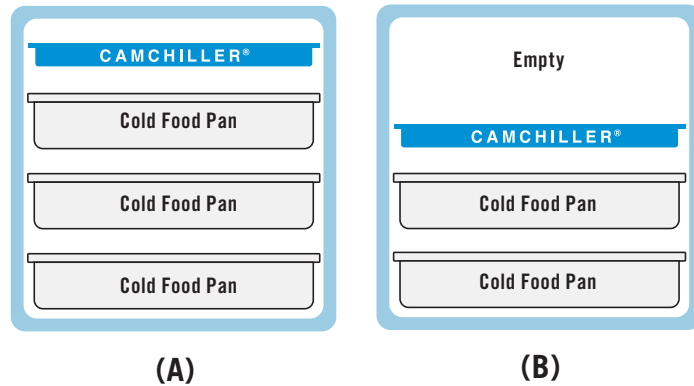 CAMCHILLER®
Cold Food Pan
Cold Food Pan
Cold Food Pan
(A)
Empty
CAMCHILLER®
Cold Food Pan
Cold Food Pan
(B)